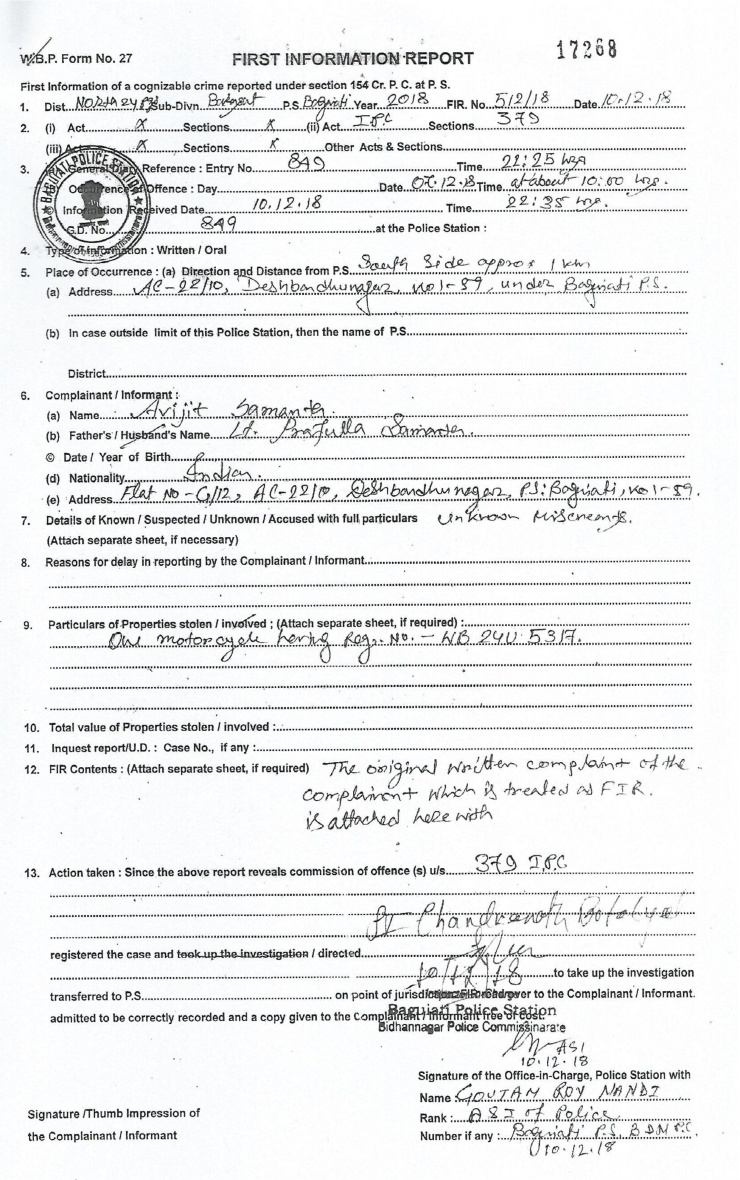 W.B.P. Form No. 27
FIRST INFORMATION REPORT
17268
First Information of a cognizable crime reported under section 154 Cr. P. C. at P. S.
1. Dist. North 24 Sub-Divn. P.S. Baguiati Year 2018 FIR. No 512/18 Date 10.12.18
2. (i) Act X Sections X (ii) Act IPC Sections 379
(iii) Act X Sections X Other Acts & Sections
3. General Diary Reference : Entry No. 849 Time 22:25 hrs
Occurrence of Offence : Day Date 07.12.18 Time at about 10:00 hrs.
© Information Received Date 10.12.18 Time 22:35 hrs.
G.D. No. 849 at the Police Station :
BAGUIATI POLICE STATION
4. Type of Information : Written / Oral
5. Place of Occurrence : (a) Direction and Distance from P.S. South Side approx 1 km
(a) Address AC-22/10, Deshbandhunagar, Kol-59, under Baguiati P.S.
(b) In case outside limit of this Police Station, then the name of P.S.
District
6. Complainant / Informant :
(a) Name Avijit Samanta.
(b) Father's / Husband's Name Lt. Prafulla Samanta.
© Date / Year of Birth
(d) Nationality Indian.
(e) Address Flat No - G/12, AC-22/10, Deshbandhunagar, P.S: Baguiati, Kol-59.
7. Details of Known / Suspected / Unknown / Accused with full particulars Unknown Miscreants.
(Attach separate sheet, if necessary)
8. Reasons for delay in reporting by the Complainant / Informant
9. Particulars of Properties stolen / involved ; (Attach separate sheet, if required) :
One motorcycle having Reg. No. - WB 24U 5317.
10. Total value of Properties stolen / involved :
11. Inquest report/U.D. : Case No., if any :
12. FIR Contents : (Attach separate sheet, if required) The original written complaint of the
complainant which is treated as FIR.
is attached here with
13. Action taken : Since the above report reveals commission of offence (s) u/s. 379 IPC
Chandranath
registered the case and took up the investigation / directed
10/12/18 to take up the investigation
transferred to P.S. on point of jurisdiction FIR read over to the Complainant / Informant.
admitted to be correctly recorded and a copy given to the Complainant / Informant free of cost.
Baguiati Police Station
Bidhannagar Police Commissinarate
ASI
10.12.18
Signature of the Office-in-Charge, Police Station with
Name GOUTAM ROY NANDI
Rank : ASI of Police
Number if any : Baguiati P.S. BDN P.C
10.12.18
Signature /Thumb Impression of
the Complainant / Informant